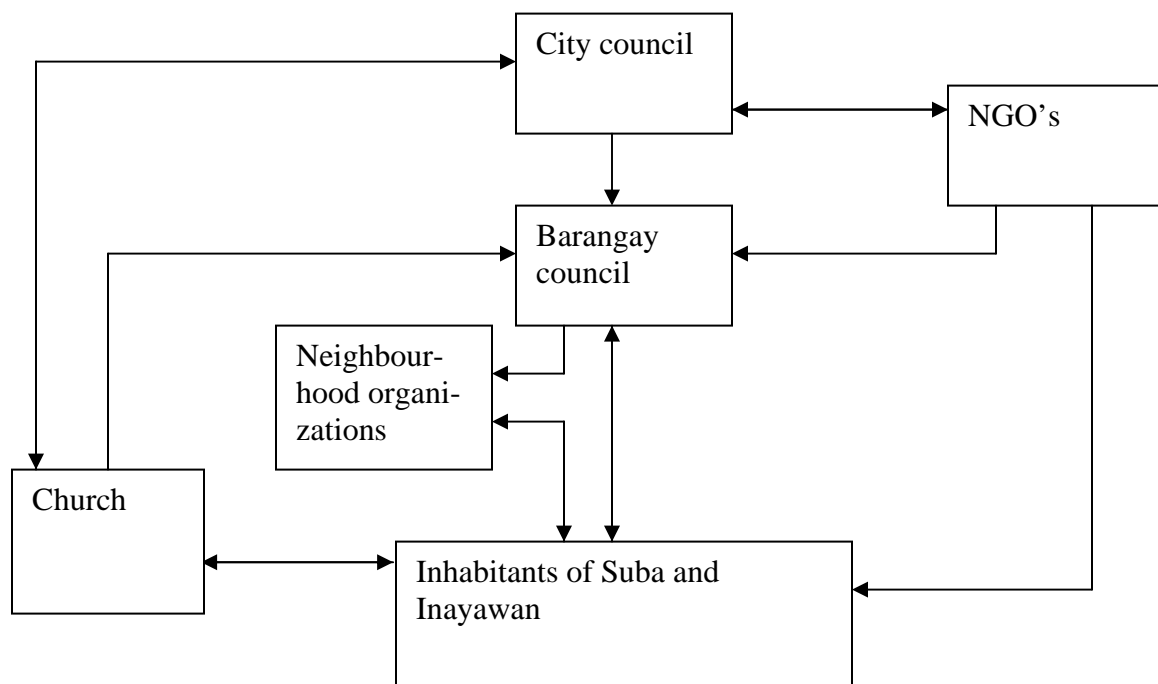 City council
NGO’s
Barangay
council
Neighbour-
hood organi-
zations
Church
Inhabitants of Suba and
Inayawan